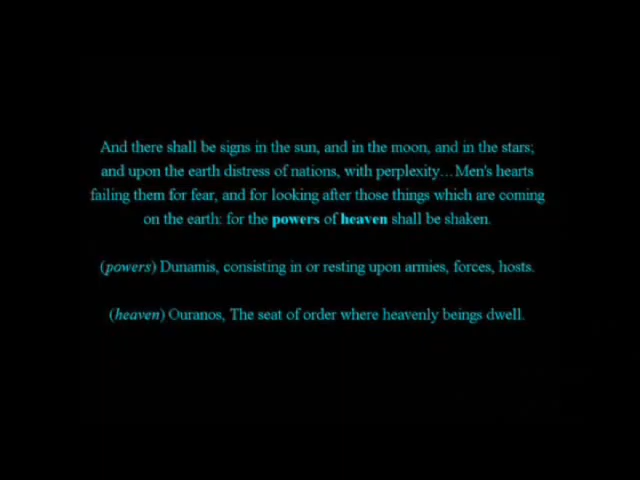 And there shall be signs in the sun, and in the moon, and in the stars;
and upon the earth distress of nations, with perplexity…Men's hearts
failing them for fear, and for looking after those things which are coming
on the earth: for the powers of heaven shall be shaken.
(powers) Dunamis, consisting in or resting upon armies, forces, hosts.
(heaven) Ouranos, The seat of order where heavenly beings dwell.